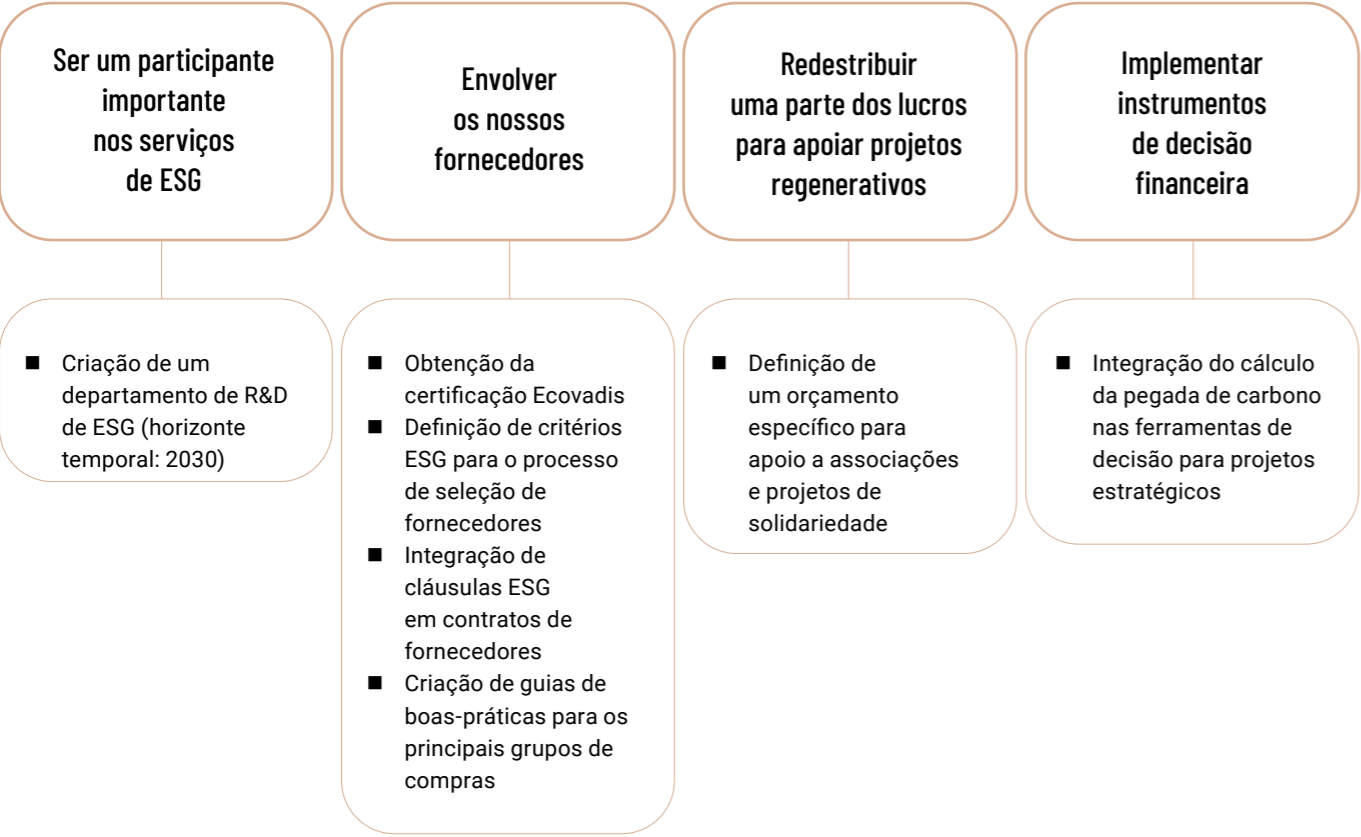 Ser um participante
importante
nos serviços
de ESG
Criação de um
departamento de R&D
de ESG (horizonte
temporal: 2030)
Envolver
os nossos
fornecedores
Obtenção da
certificação Ecovadis
Definição de critérios
ESG para o processo
de seleção de
fornecedores
Integração de
cláusulas ESG
em contratos de
fornecedores
Criação de guias de
boas-práticas para os
principais grupos de
compras
Redestribuir
uma parte dos lucros
para apoiar projetos
regenerativos
Definição de
um orçamento
específico para
apoio a associações
e projetos de
solidariedade
Implementar
instrumentos
de decisão
financeira
Integração do cálculo
da pegada de carbono
nas ferramentas de
decisão para projetos
estratégicos